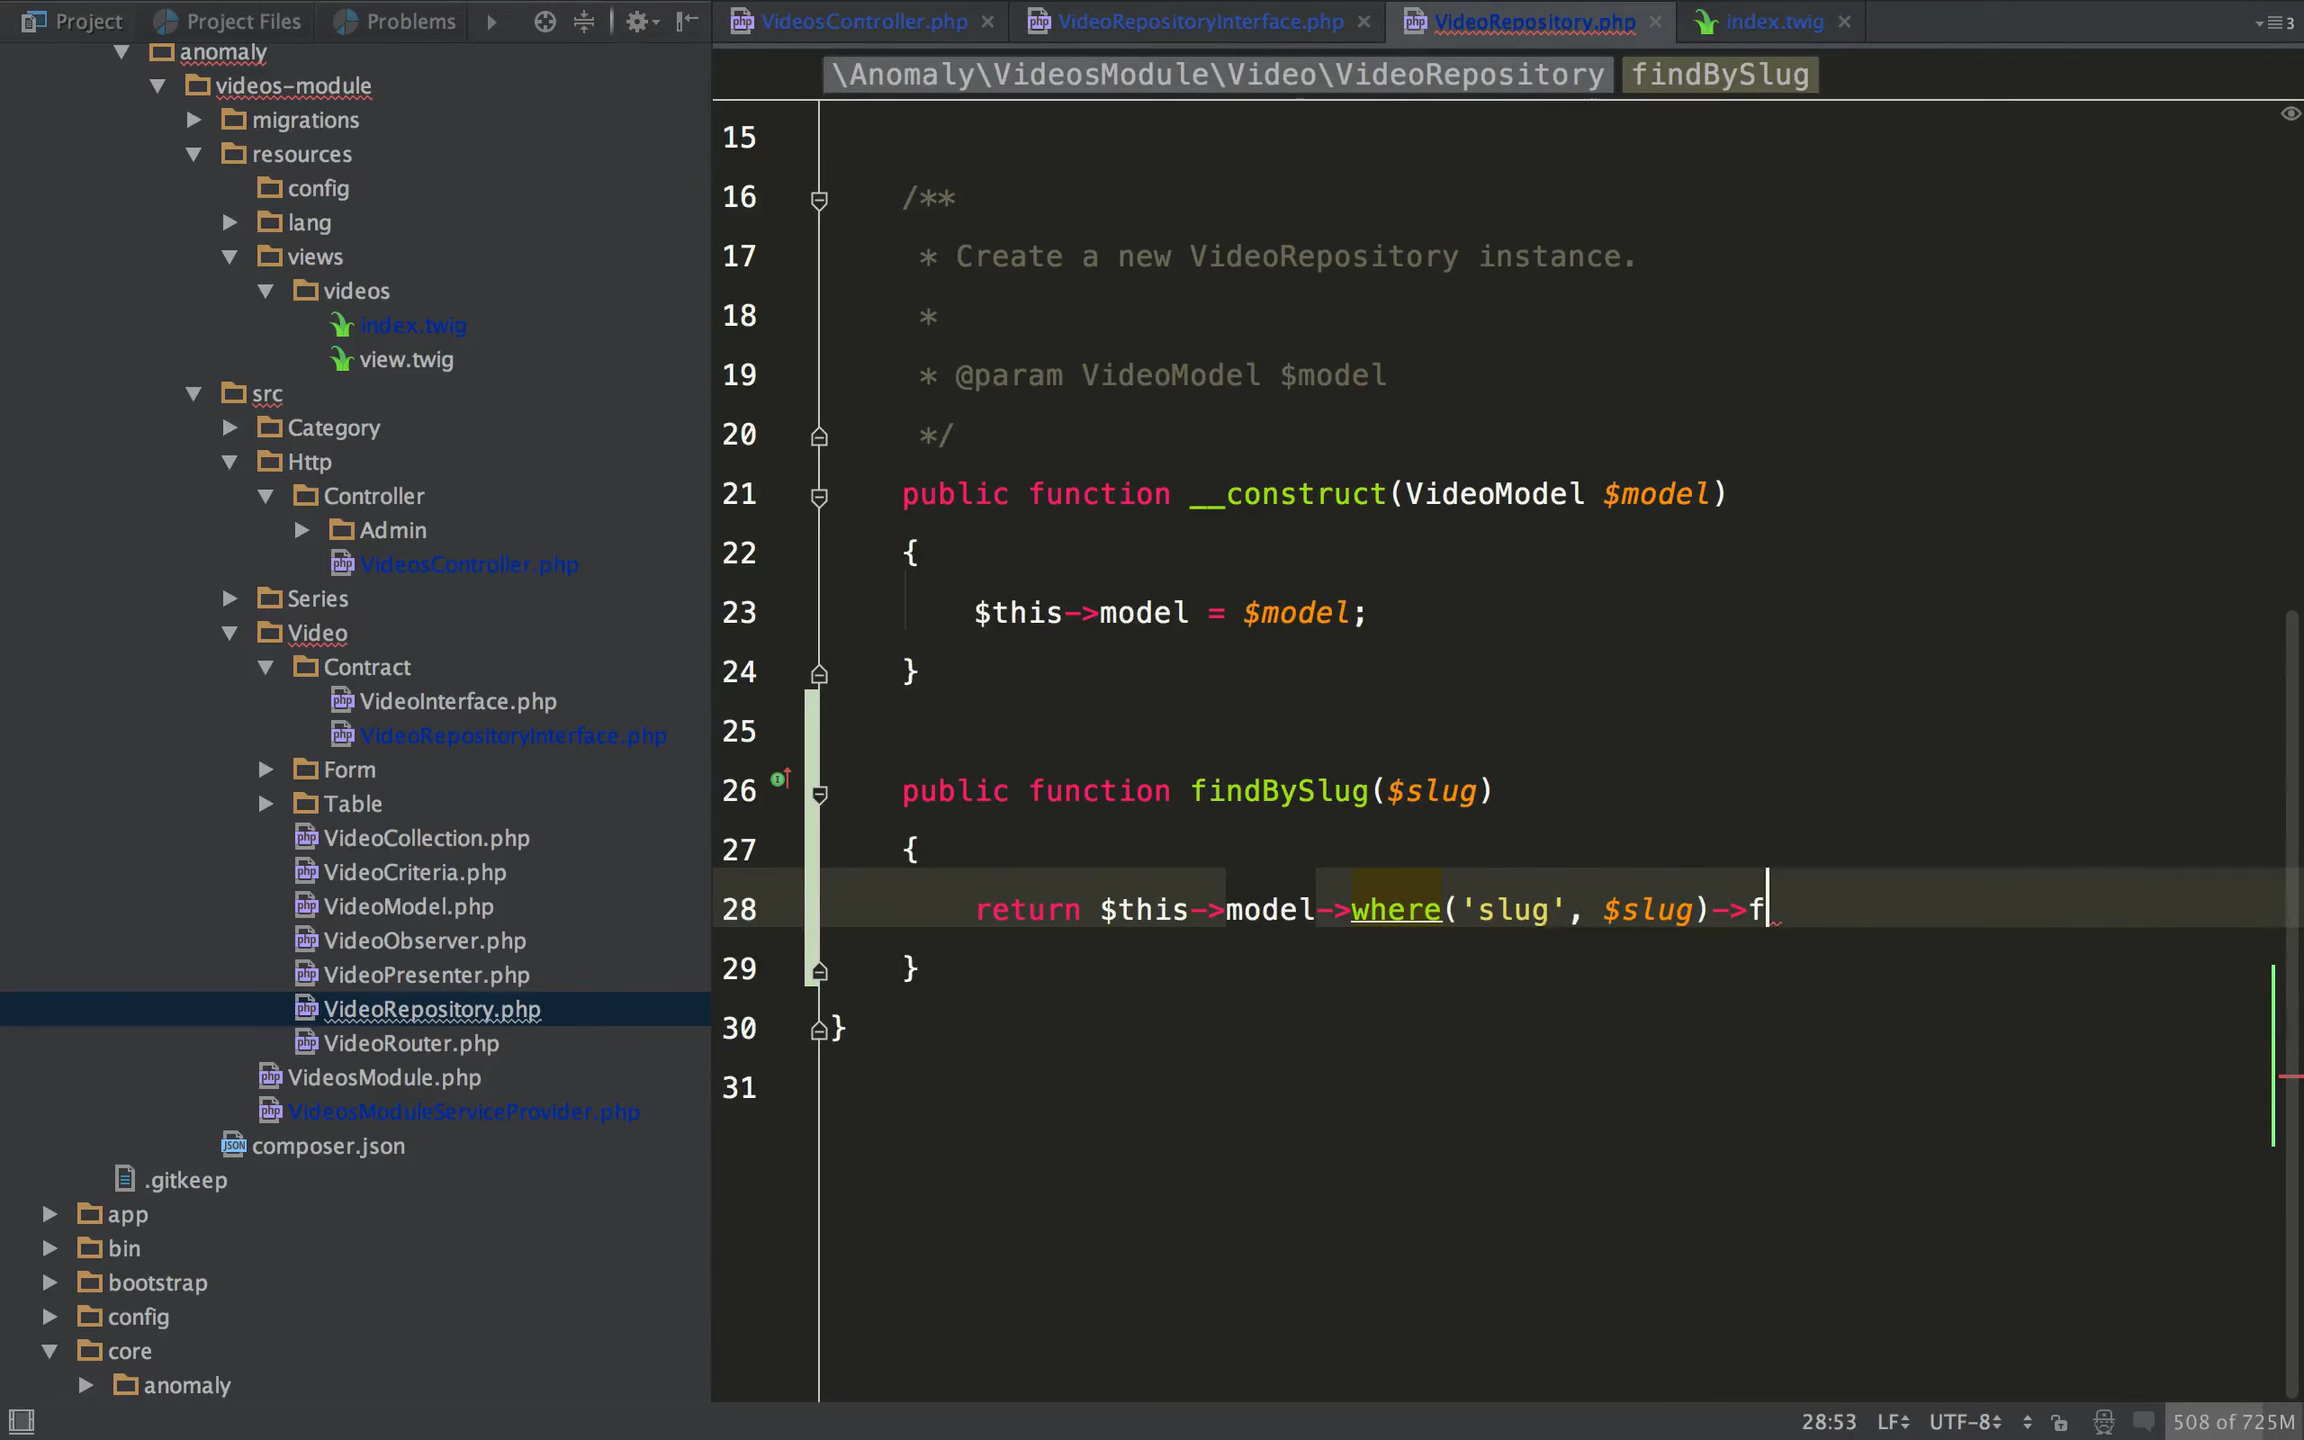 Project
Project Files
Problems
VideosController.php
VideoRepositoryInterface.php
VideoRepository.php
index.twig
3
anomaly
videos-module
migrations
resources
config
lang
views
videos
index.twig
view.twig
src
Category
Http
Controller
Admin
VideosController.php
Series
Video
Contract
VideoInterface.php
VideoRepositoryInterface.php
Form
Table
VideoCollection.php
VideoCriteria.php
VideoModel.php
VideoObserver.php
VideoPresenter.php
VideoRepository.php
VideoRouter.php
VideosModule.php
VideosModuleServiceProvider.php
composer.json
.gitkeep
app
bin
bootstrap
config
core
anomaly
\Anomaly\VideosModule\Video\VideoRepository findBySlug
15
16 /**
17 * Create a new VideoRepository instance.
18 *
19 * @param VideoModel $model
20 */
21 public function __construct(VideoModel $model)
22 {
23 $this->model = $model;
24 }
25
26 public function findBySlug($slug)
27 {
28 return $this->model->where('slug', $slug)->f
29 }
30 }
31
28:53 LF UTF-8 508 of 725M